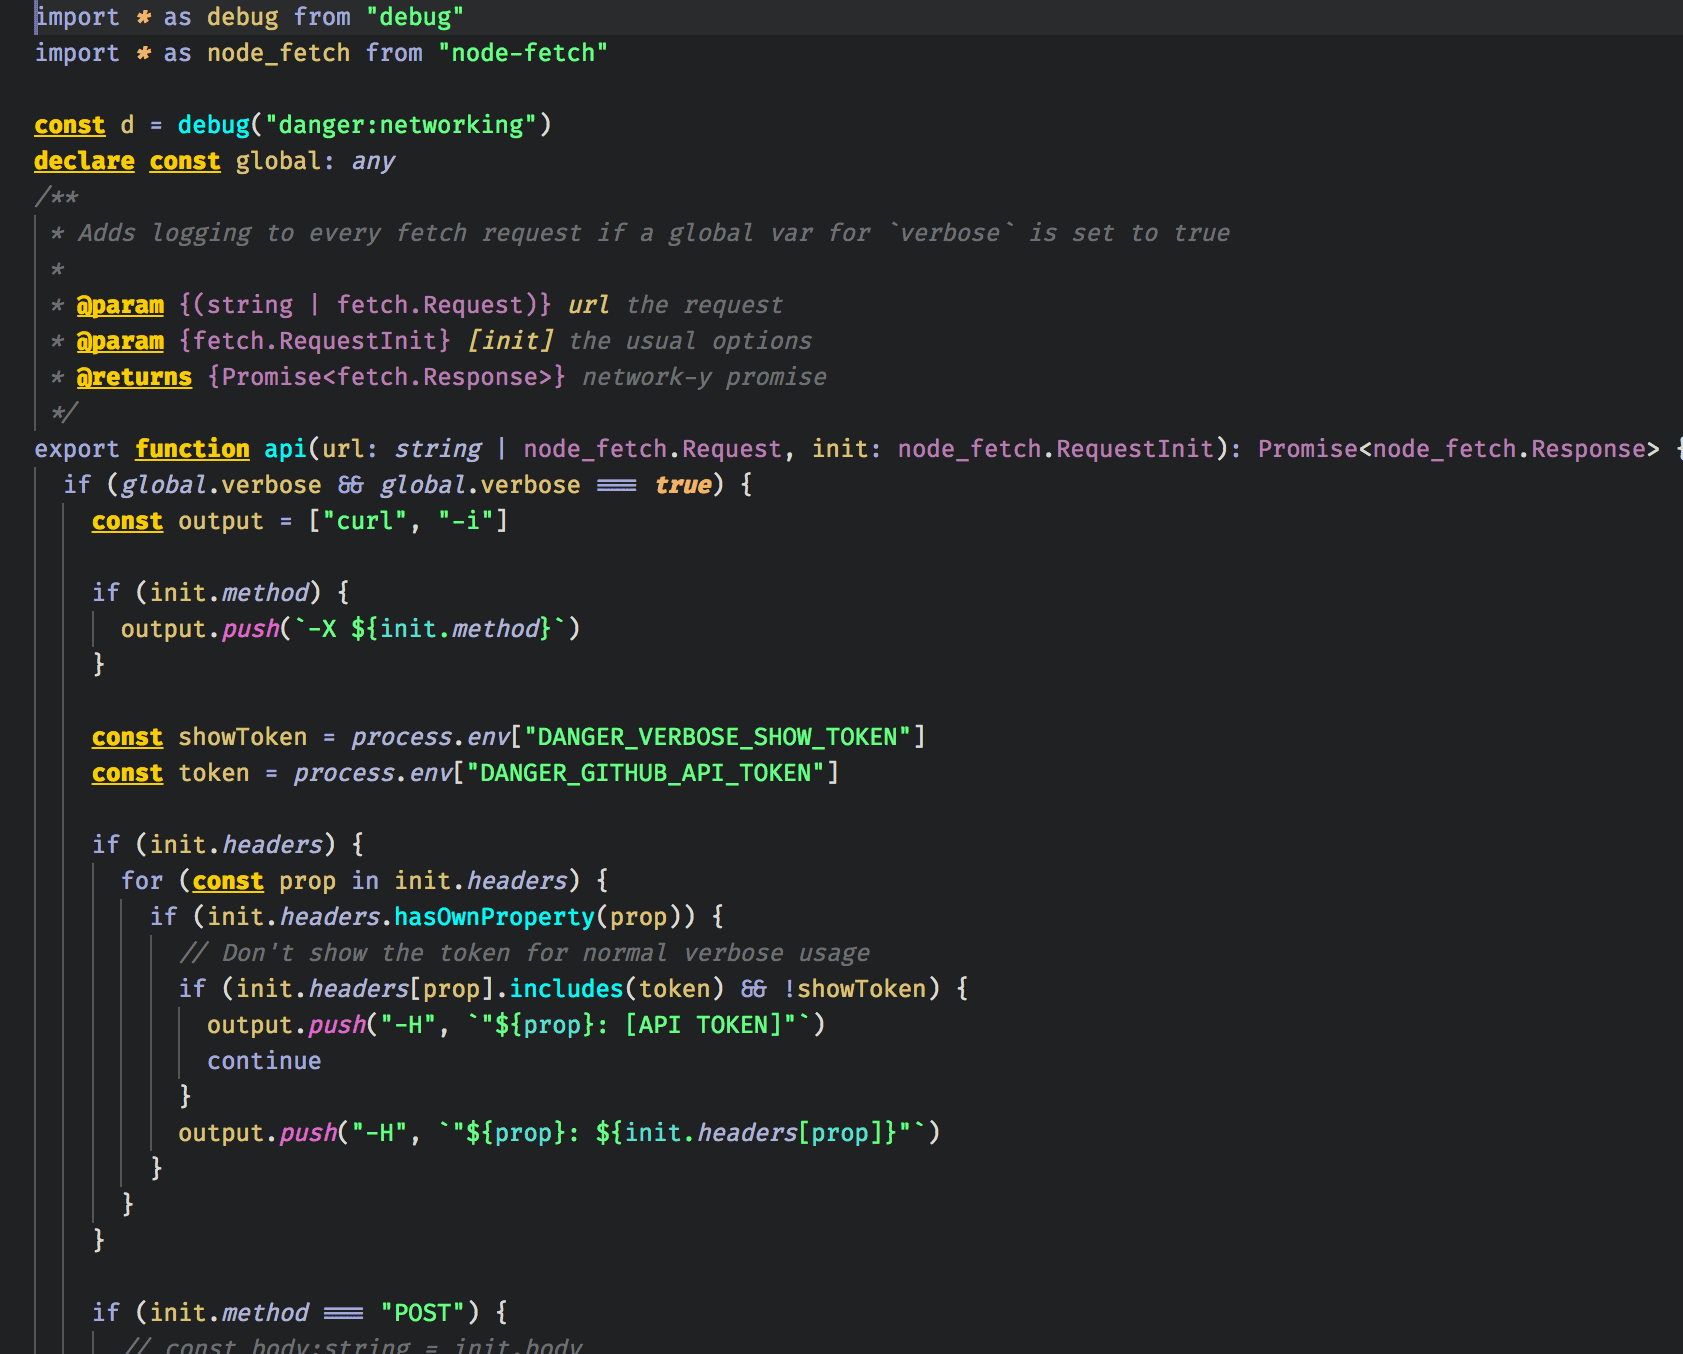 import * as debug from "debug"
import * as node_fetch from "node-fetch"

const d = debug("danger:networking")
declare const global: any
/**
 * Adds logging to every fetch request if a global var for `verbose` is set to true
 *
 * @param {(string | fetch.Request)} url the request
 * @param {fetch.RequestInit} [init] the usual options
 * @returns {Promise<fetch.Response>} network-y promise
 */
export function api(url: string | node_fetch.Request, init: node_fetch.RequestInit): Promise<node_fetch.Response> {
  if (global.verbose && global.verbose === true) {
    const output = ["curl", "-i"]

    if (init.method) {
      output.push(`-X ${init.method}`)
    }

    const showToken = process.env["DANGER_VERBOSE_SHOW_TOKEN"]
    const token = process.env["DANGER_GITHUB_API_TOKEN"]

    if (init.headers) {
      for (const prop in init.headers) {
        if (init.headers.hasOwnProperty(prop)) {
          // Don't show the token for normal verbose usage
          if (init.headers[prop].includes(token) && !showToken) {
            output.push("-H", `"${prop}: [API TOKEN]"`)
            continue
          }
          output.push("-H", `"${prop}: ${init.headers[prop]}"`)
        }
      }
    }

    if (init.method === "POST") {
      // const body:string = init.body